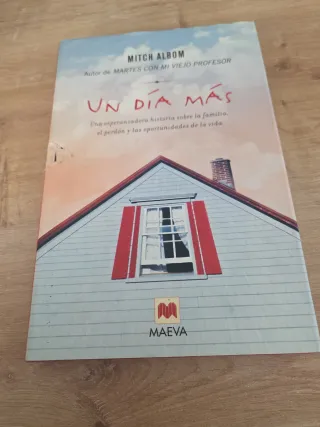 MITCH ALBOM
Autor de MARTES CON MI VIEJO PROFESOR
UN DÍA MÁS
Una esperanzadora historia sobre la familia,
el perdón y las oportunidades de la vida
MAEVA